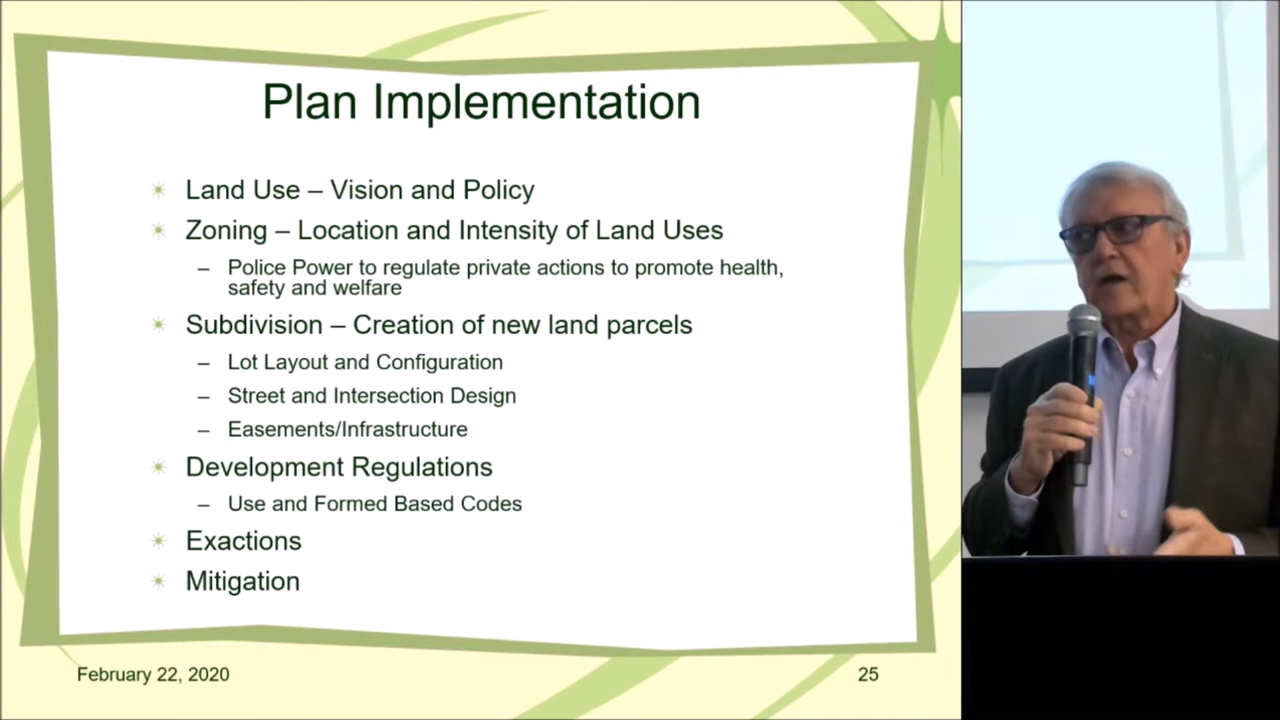 Plan Implementation
Land Use – Vision and Policy
Zoning – Location and Intensity of Land Uses
– Police Power to regulate private actions to promote health,
safety and welfare
Subdivision – Creation of new land parcels
– Lot Layout and Configuration
– Street and Intersection Design
– Easements/Infrastructure
Development Regulations
– Use and Formed Based Codes
Exactions
Mitigation
February 22, 2020
25